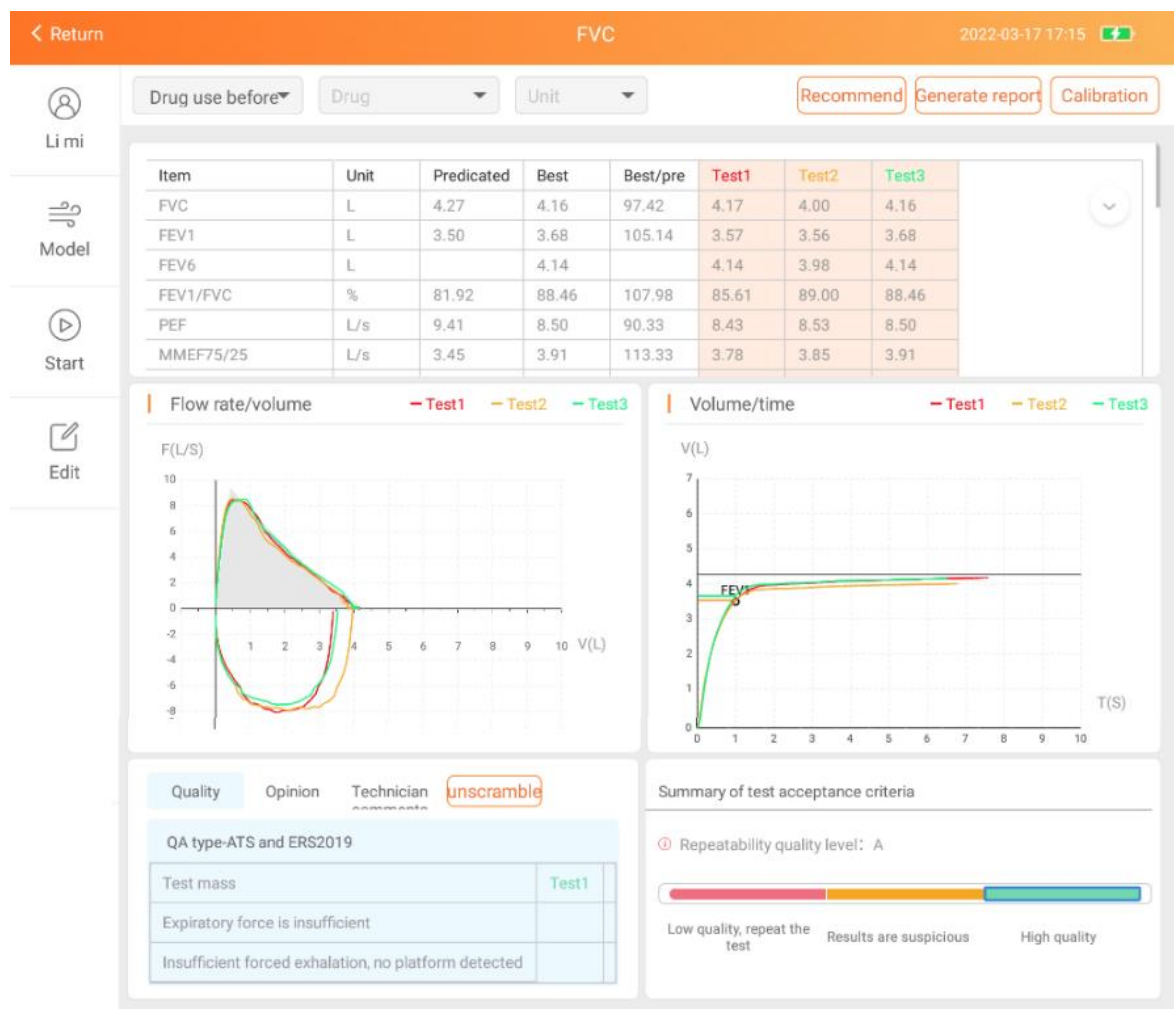 Return FVC 2022-03-17 17:15
Li mi
Model
Start
Edit
Drug use before Drug Unit Recommend Generate report Calibration
Item Unit Predicated Best Best/pre Test1 Test2 Test3
FVC L 4.27 4.16 97.42 4.17 4.00 4.16
FEV1 L 3.50 3.68 105.14 3.57 3.56 3.68
FEV6 L 4.14 4.14 3.98 4.14
FEV1/FVC % 81.92 88.46 107.98 85.61 89.00 88.46
PEF L/s 9.41 8.50 90.33 8.43 8.53 8.50
MMEF75/25 L/s 3.45 3.91 113.33 3.78 3.85 3.91
Flow rate/volume Test1 Test2 Test3
F(L/S)
10
8
6
4
2
0
-2
1 2 3 4 5 6 7 8 9 10 V(L)
-4
-6
-8
Volume/time Test1 Test2 Test3
V(L)
7
6
5
4
FEV1
3
2
1
T(S)
0
0 1 2 3 4 5 6 7 8 9 10
Quality Opinion Technician comments unscramble
QA type-ATS and ERS2019
Test mass Test1
Expiratory force is insufficient
Insufficient forced exhalation, no platform detected
Summary of test acceptance criteria
Repeatability quality level: A
Low quality, repeat the
test
Results are suspicious
High quality